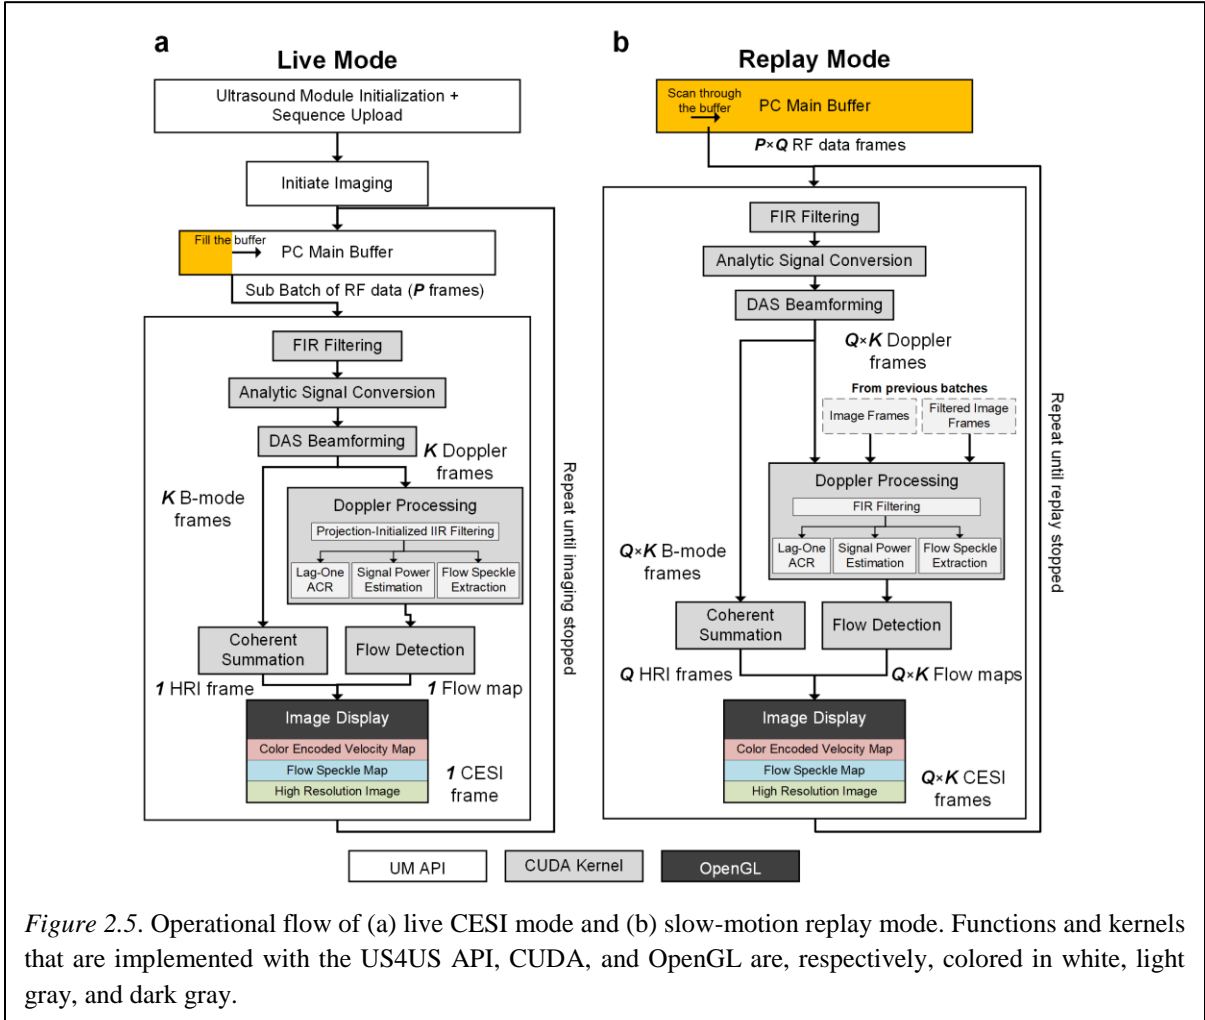 a
Live Mode
Ultrasound Module Initialization +
Sequence Upload
Initiate Imaging
Fill the buffer
PC Main Buffer
Sub Batch of RF data (P frames)
FIR Filtering
Analytic Signal Conversion
DAS Beamforming
K Doppler
frames
K B-mode
frames
Doppler Processing
Projection-Initialized IIR Filtering
Lag-One
ACR
Signal Power
Estimation
Flow Speckle
Extraction
Coherent
Summation
Flow Detection
1 HRI frame
1 Flow map
Image Display
Color Encoded Velocity Map
Flow Speckle Map
High Resolution Image
1 CESI
frame
Repeat until imaging stopped
b
Replay Mode
Scan through
the buffer
PC Main Buffer
P×Q RF data frames
FIR Filtering
Analytic Signal Conversion
DAS Beamforming
Q×K Doppler
frames
From previous batches
Image Frames
Filtered Image
Frames
Doppler Processing
FIR Filtering
Lag-One
ACR
Signal Power
Estimation
Flow Speckle
Extraction
Q×K B-mode
frames
Coherent
Summation
Flow Detection
Q HRI frames
Q×K Flow maps
Image Display
Color Encoded Velocity Map
Flow Speckle Map
High Resolution Image
Q×K CESI
frames
Repeat until replay stopped
UM API
CUDA Kernel
OpenGL
Figure 2.5. Operational flow of (a) live CESI mode and (b) slow-motion replay mode. Functions and kernels
that are implemented with the US4US API, CUDA, and OpenGL are, respectively, colored in white, light
gray, and dark gray.